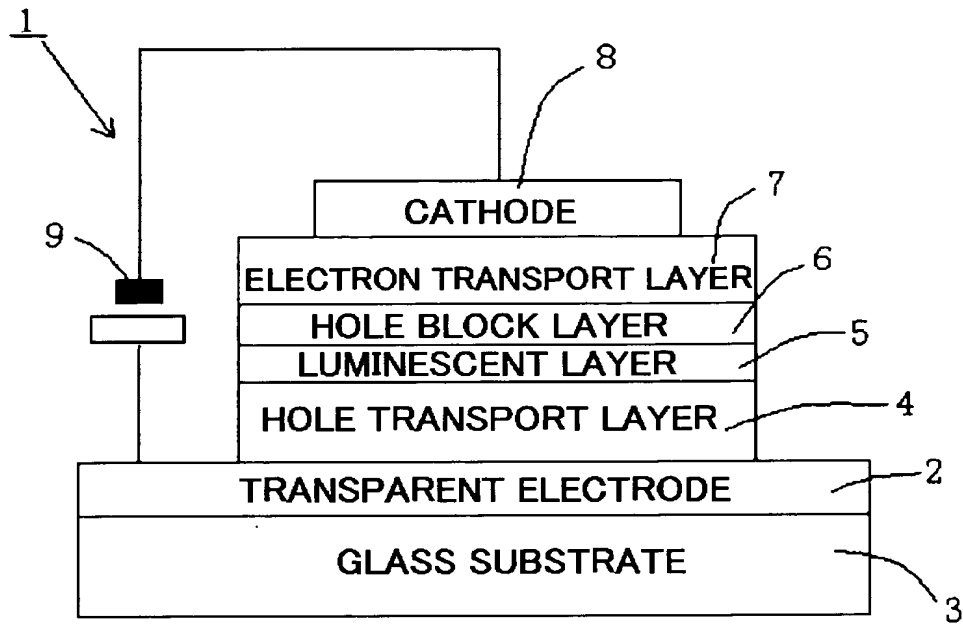 1
8
CATHODE
7
9
ELECTRON TRANSPORT LAYER
6
HOLE BLOCK LAYER
5
LUMINESCENT LAYER
4
HOLE TRANSPORT LAYER
2
TRANSPARENT ELECTRODE
GLASS SUBSTRATE
3